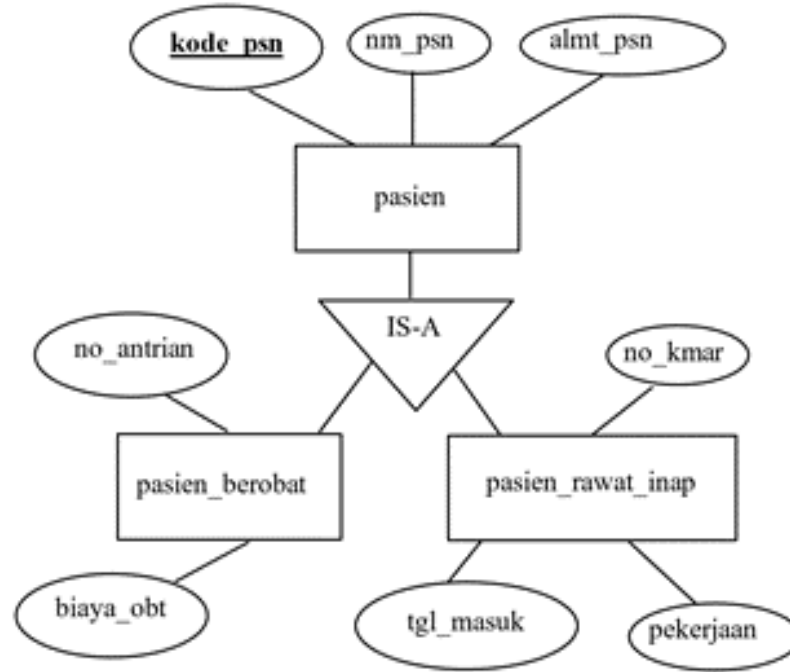 kode_psn
nm_psn
almt_psn
pasien
IS-A
no_antrian
no_kmar
pasien_berobat
pasien_rawat_inap
biaya_obt
tgl_masuk
pekerjaan